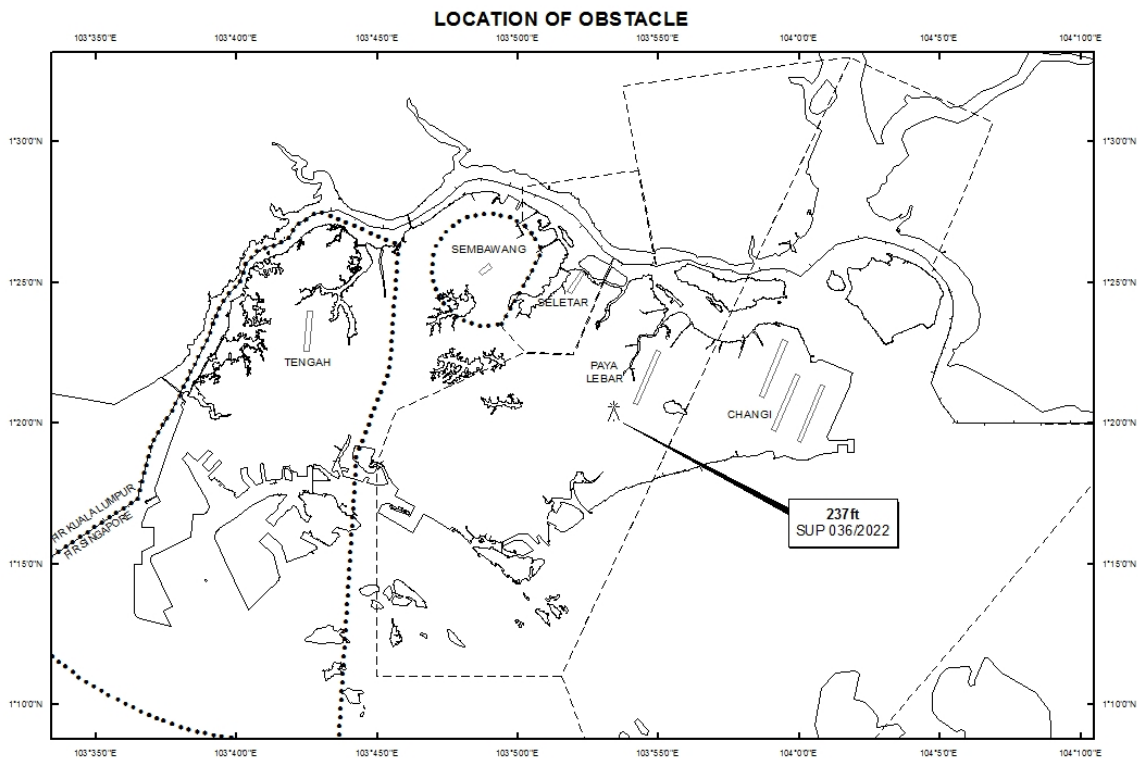 LOCATION OF OBSTACLE
103°35'0"E 103°40'0"E 103°45'0"E 103°50'0"E 103°55'0"E 104°0'0"E 104°5'0"E 104°10'0"E
1°30'0"N 1°30'0"N
SEMBAWANG
1°25'0"N 1°25'0"N
SELETAR
TENGAH
PAYA
LEBAR
CHANGI
1°20'0"N 1°20'0"N
FIR KUALA LUMPUR
FIR SINGAPORE
237ft
SUP 036/2022
1°15'0"N 1°15'0"N
1°10'0"N 1°10'0"N
103°35'0"E 103°40'0"E 103°45'0"E 103°50'0"E 103°55'0"E 104°0'0"E 104°5'0"E 104°10'0"E